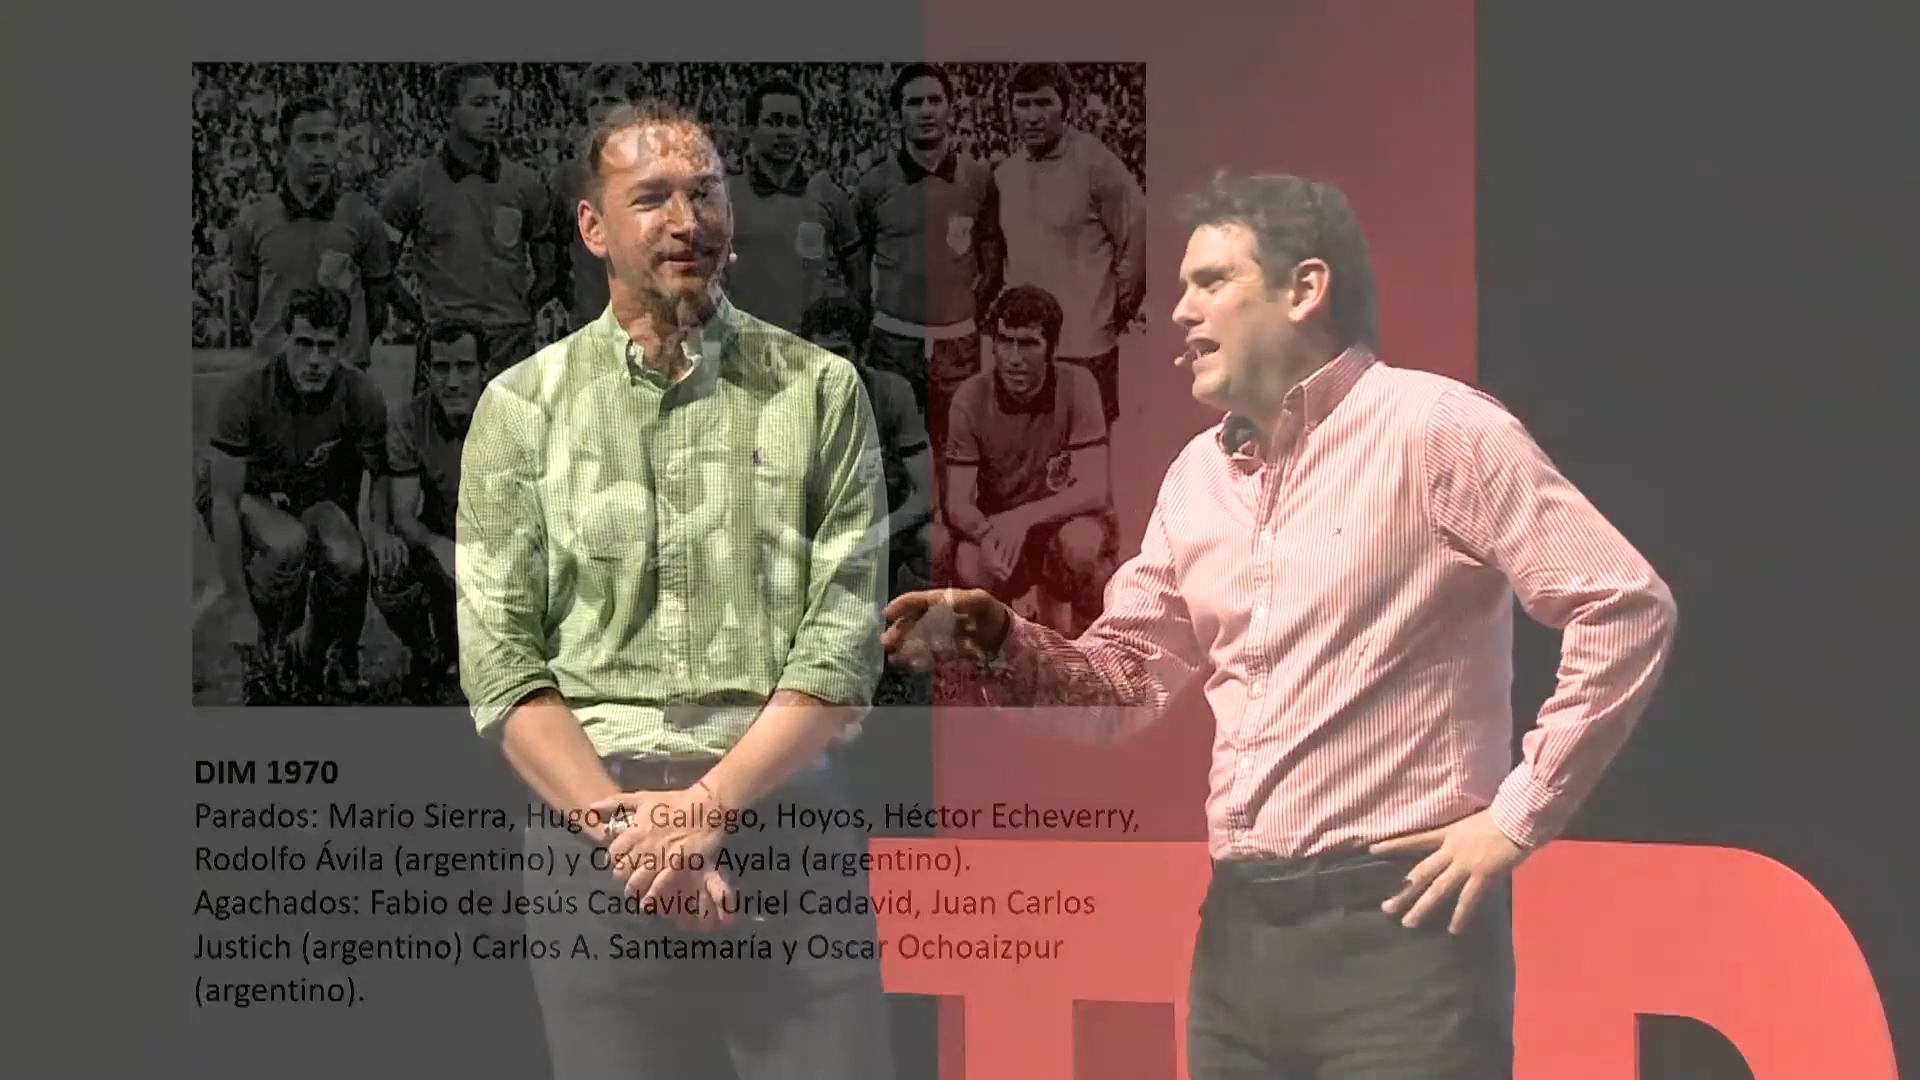 DIM 1970
Parados: Mario Sierra, Hugo A. Gallego, Hoyos, Héctor Echeverry,
Rodolfo Ávila (argentino) y Osvaldo Ayala (argentino).
Agachados: Fabio de Jesús Cadavid, Uriel Cadavid, Juan Carlos
Justich (argentino) Carlos A. Santamaría y Oscar Ochoaizpur
(argentino).